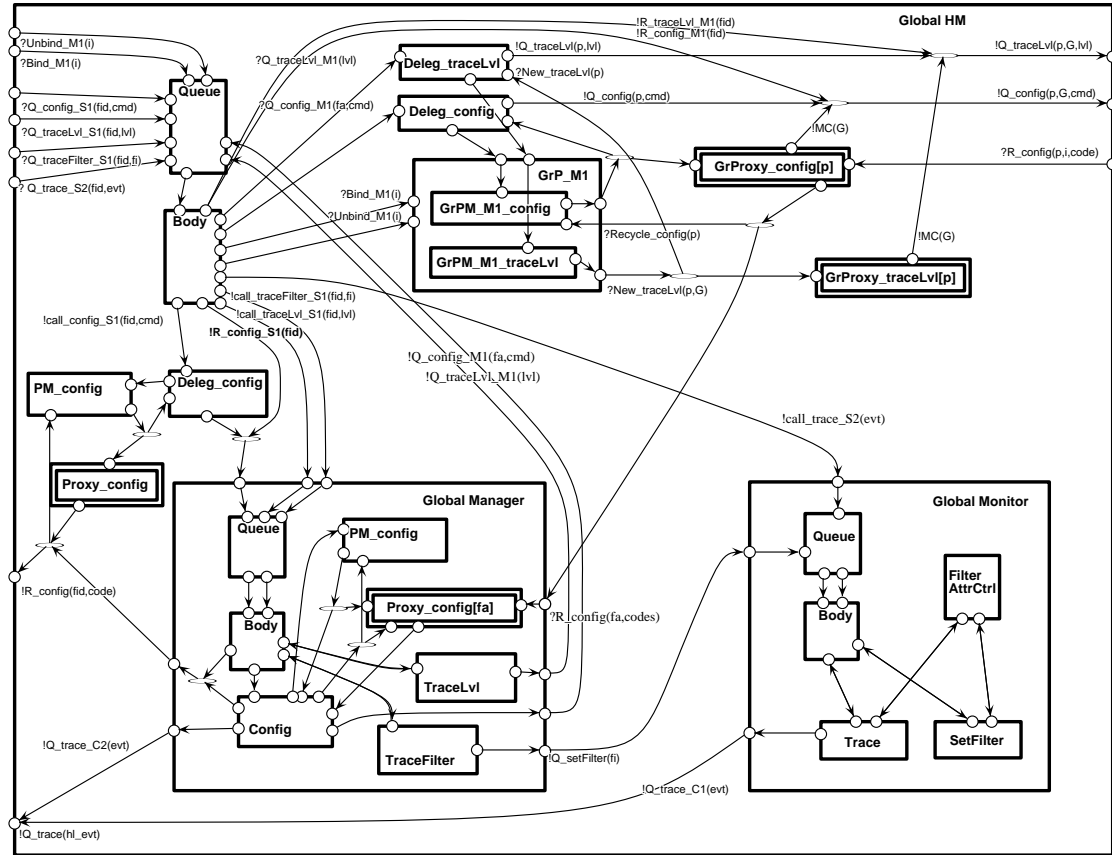 Global HM
!R_traceLvl_M1(fid)
!R_config_M1(fid)
?Unbind_M1(i)
?Bind_M1(i)
?Q_traceLvl_M1(lvl)
!Q_traceLvl(p,lvl)
!Q_traceLvl(p,G,lvl)
Deleg_traceLvl
?New_traceLvl(p)
Queue
?Q_config_S1(fid,cmd)
?Q_config_M1(fa,cmd)
Deleg_config
!Q_config(p,cmd)
!Q_config(p,G,cmd)
?Q_traceLvl_S1(fid,lvl)
!MC(G)
?Q_traceFilter_S1(fid,fi)
? Q_trace_S2(fid,evt)
GrProxy_config[p]
?R_config(p,i,code)
GrP_M1
?Bind_M1(i)
GrPM_M1_config
Body
?Unbind_M1(i)
?Recycle_config(p)
!MC(G)
GrPM_M1_traceLvl
GrProxy_traceLvl[p]
?New_traceLvl(p,G)
!call_traceFilter_S1(fid,fi)
!call_traceLvl_S1(fid,lvl)
!call_config_S1(fid,cmd)
!R_config_S1(fid)
!Q_config_M1(fa,cmd)
!Q_traceLvl_M1(lvl)
PM_config
Deleg_config
!call_trace_S2(evt)
Proxy_config
Global Manager
Global Monitor
Queue
PM_config
Queue
Filter
AttrCtrl
!R_config(fid,code)
Proxy_config[fa]
?R_config(fa,codes)
Body
Body
TraceLvl
Config
TraceFilter
Trace
SetFilter
!Q_trace_C2(evt)
!Q_setFilter(fi)
!Q_trace_C1(evt)
!Q_trace(hl_evt)